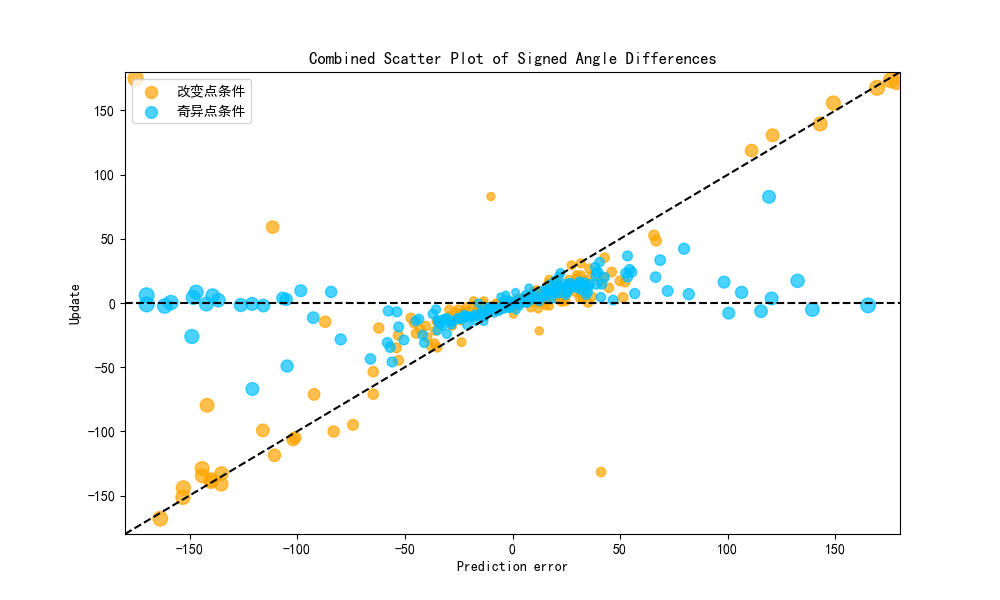 Combined Scatter Plot of Signed Angle Differences
改变点条件
奇异点条件
150
100
50
0
−50
−100
−150
Update
−150
−100
−50
0
50
100
150
Prediction error